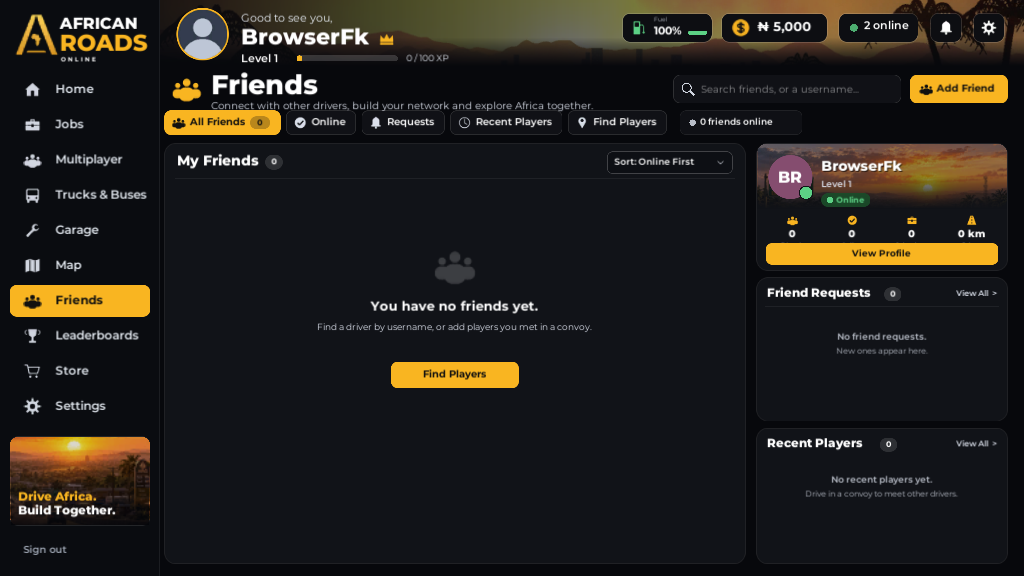 AFRICAN
ROADS
ONLINE
Home
Jobs
Multiplayer
Trucks & Buses
Garage
Map
Friends
Leaderboards
Store
Settings
Drive Africa.
Build Together.
Sign out
Good to see you,
BrowserFk
Level 1
0 / 100 XP
Fuel
100%
₦ 5,000
2 online
Friends
Connect with other drivers, build your network and explore Africa together.
Search friends, or a username...
Add Friend
All Friends 0
Online
Requests
Recent Players
Find Players
0 friends online
My Friends 0
Sort: Online First
You have no friends yet.
Find a driver by username, or add players you met in a convoy.
Find Players
BR
BrowserFk
Level 1
Online
0 0 0 0 km
View Profile
Friend Requests 0 View All >
No friend requests.
New ones appear here.
Recent Players 0 View All >
No recent players yet.
Drive in a convoy to meet other drivers.